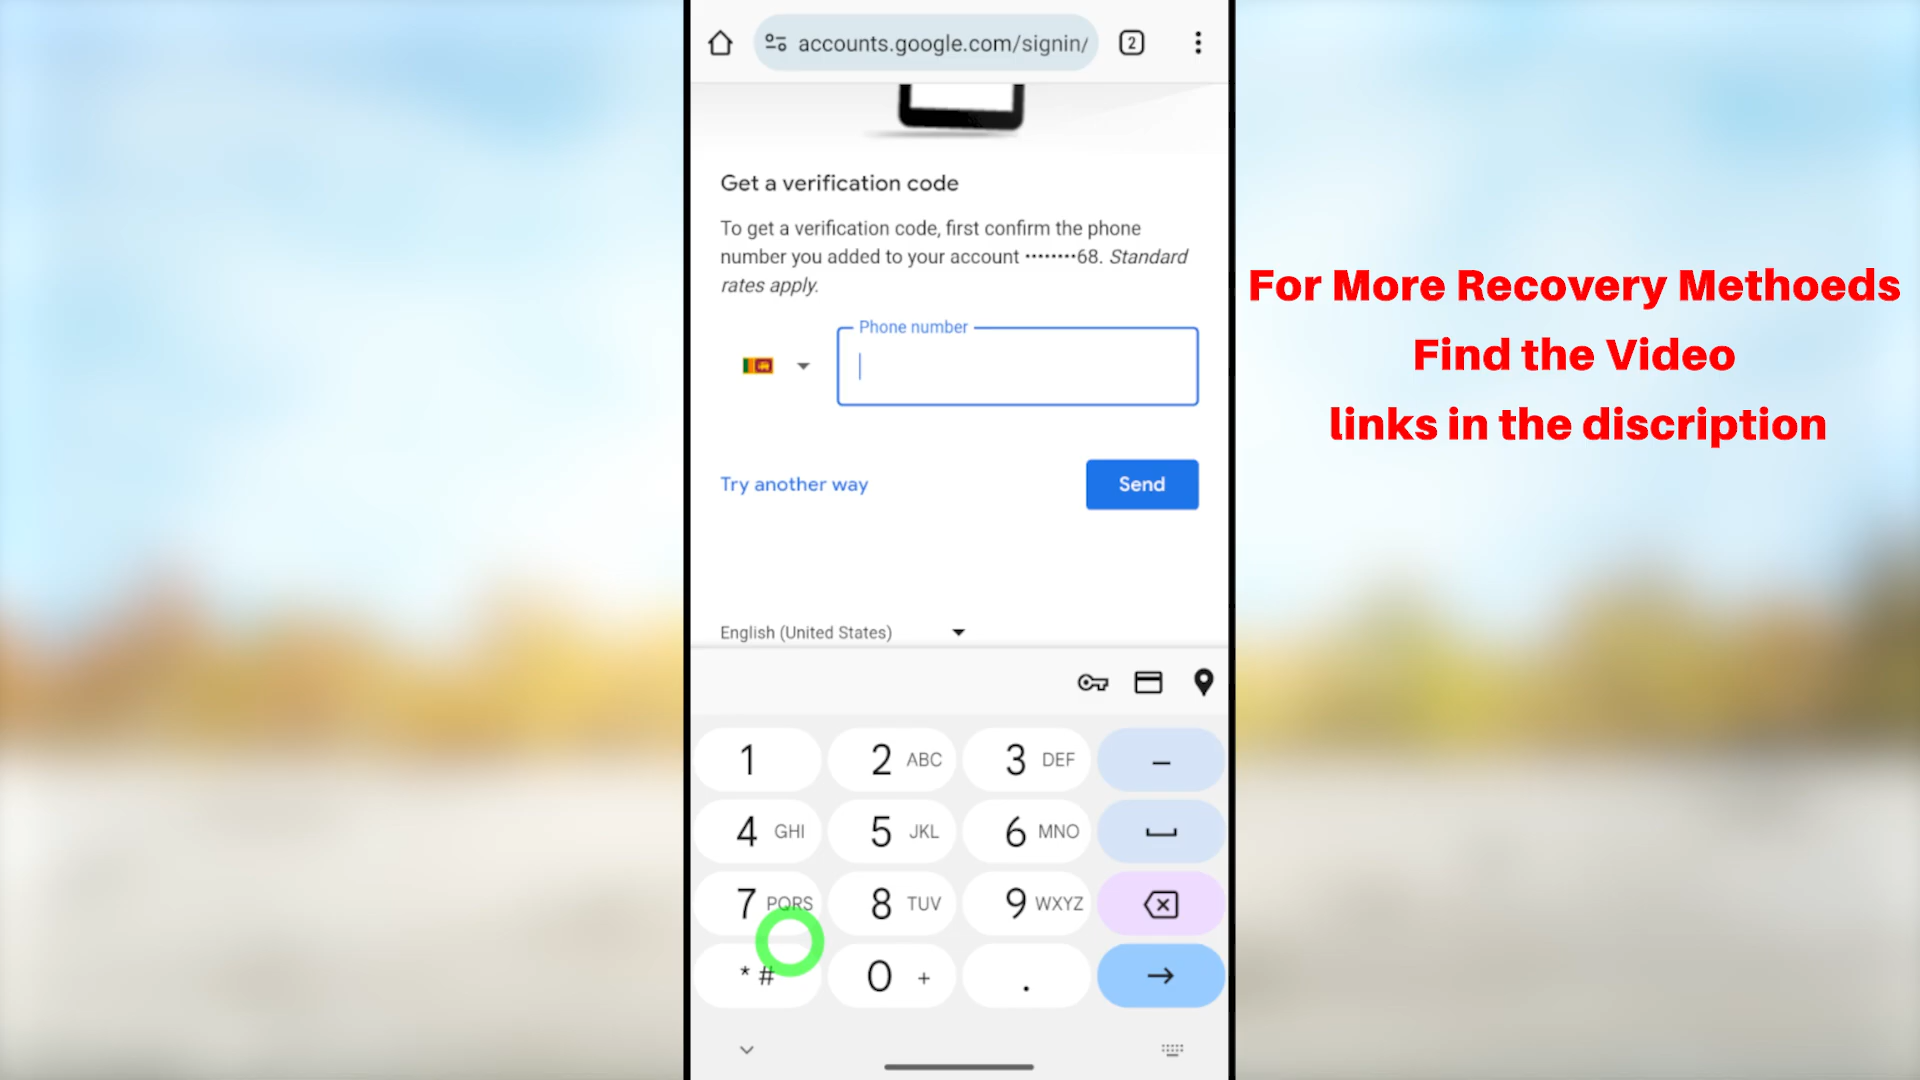 accounts.google.com/signin/
2
Get a verification code
To get a verification code, first confirm the phone
number you added to your account ········68. Standard
rates apply.
Phone number
Try another way
Send
English (United States)
1
2 ABC
3 DEF
–
4 GHI
5 JKL
6 MNO
7 PQRS
8 TUV
9 WXYZ
* #
0 +
.
For More Recovery Methoeds
Find the Video
links in the discription